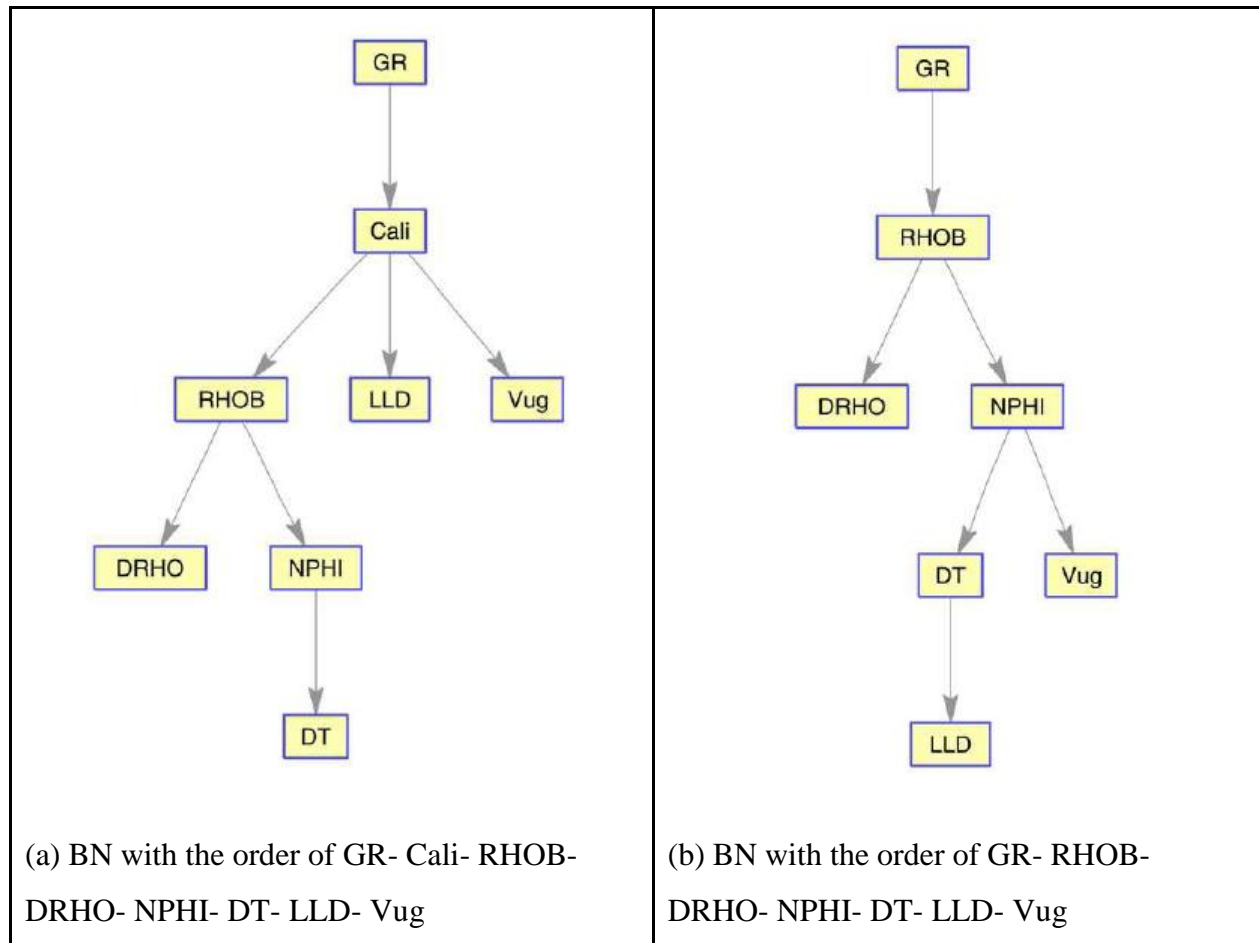 GR
Cali
RHOB
LLD
Vug
DRHO
NPHI
DT
(a) BN with the order of GR- Cali- RHOB-
DRHO- NPHI- DT- LLD- Vug
GR
RHOB
DRHO
NPHI
DT
Vug
LLD
(b) BN with the order of GR- RHOB-
DRHO- NPHI- DT- LLD- Vug